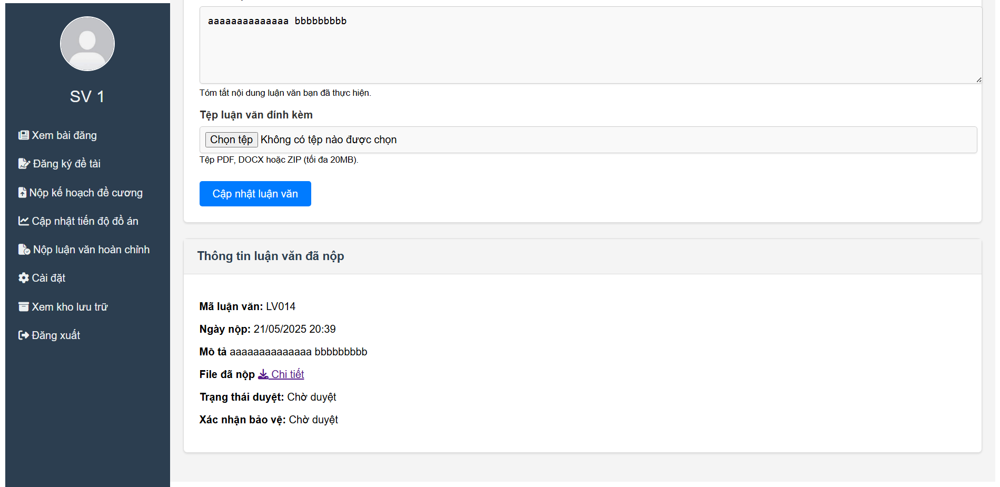 SV 1
Xem bài đăng
Đăng ký đề tài
Nộp kế hoạch đề cương
Cập nhật tiến độ đồ án
Nộp luận văn hoàn chỉnh
Cài đặt
Xem kho lưu trữ
Đăng xuất
aaaaaaaaaaaaaa bbbbbbbbb
Tóm tắt nội dung luận văn bạn đã thực hiện.
Tệp luận văn đính kèm
Chọn tệp Không có tệp nào được chọn
Tệp PDF, DOCX hoặc ZIP (tối đa 20MB).
Cập nhật luận văn
Thông tin luận văn đã nộp
Mã luận văn: LV014
Ngày nộp: 21/05/2025 20:39
Mô tả aaaaaaaaaaaaaa bbbbbbbbb
File đã nộp Chi tiết
Trạng thái duyệt: Chờ duyệt
Xác nhận bảo vệ: Chờ duyệt